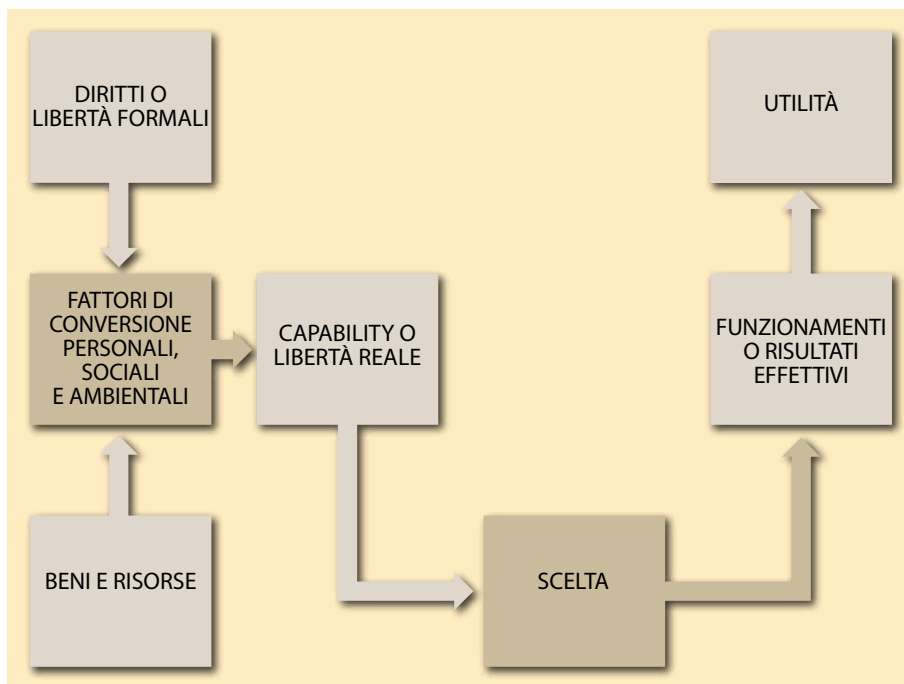 DIRITTI O
LIBERTÀ FORMALI
UTILITÀ
FATTORI DI
CONVERSIONE
PERSONALI,
SOCIALI
E AMBIENTALI
CAPABILITY O
LIBERTÀ REALE
FUNZIONAMENTI
O RISULTATI
EFFETTIVI
BENI E RISORSE
SCELTA